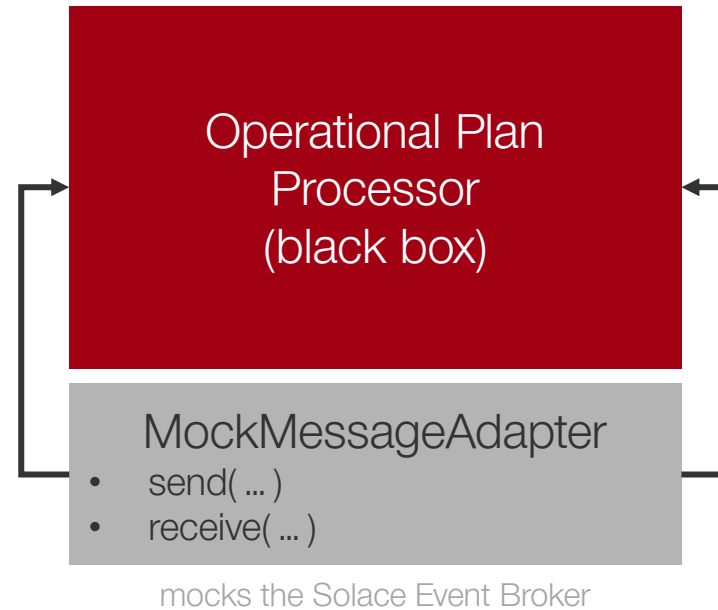 Operational Plan
Processor
(black box)
MockMessageAdapter
• send( ... )
• receive( ... )
mocks the Solace Event Broker